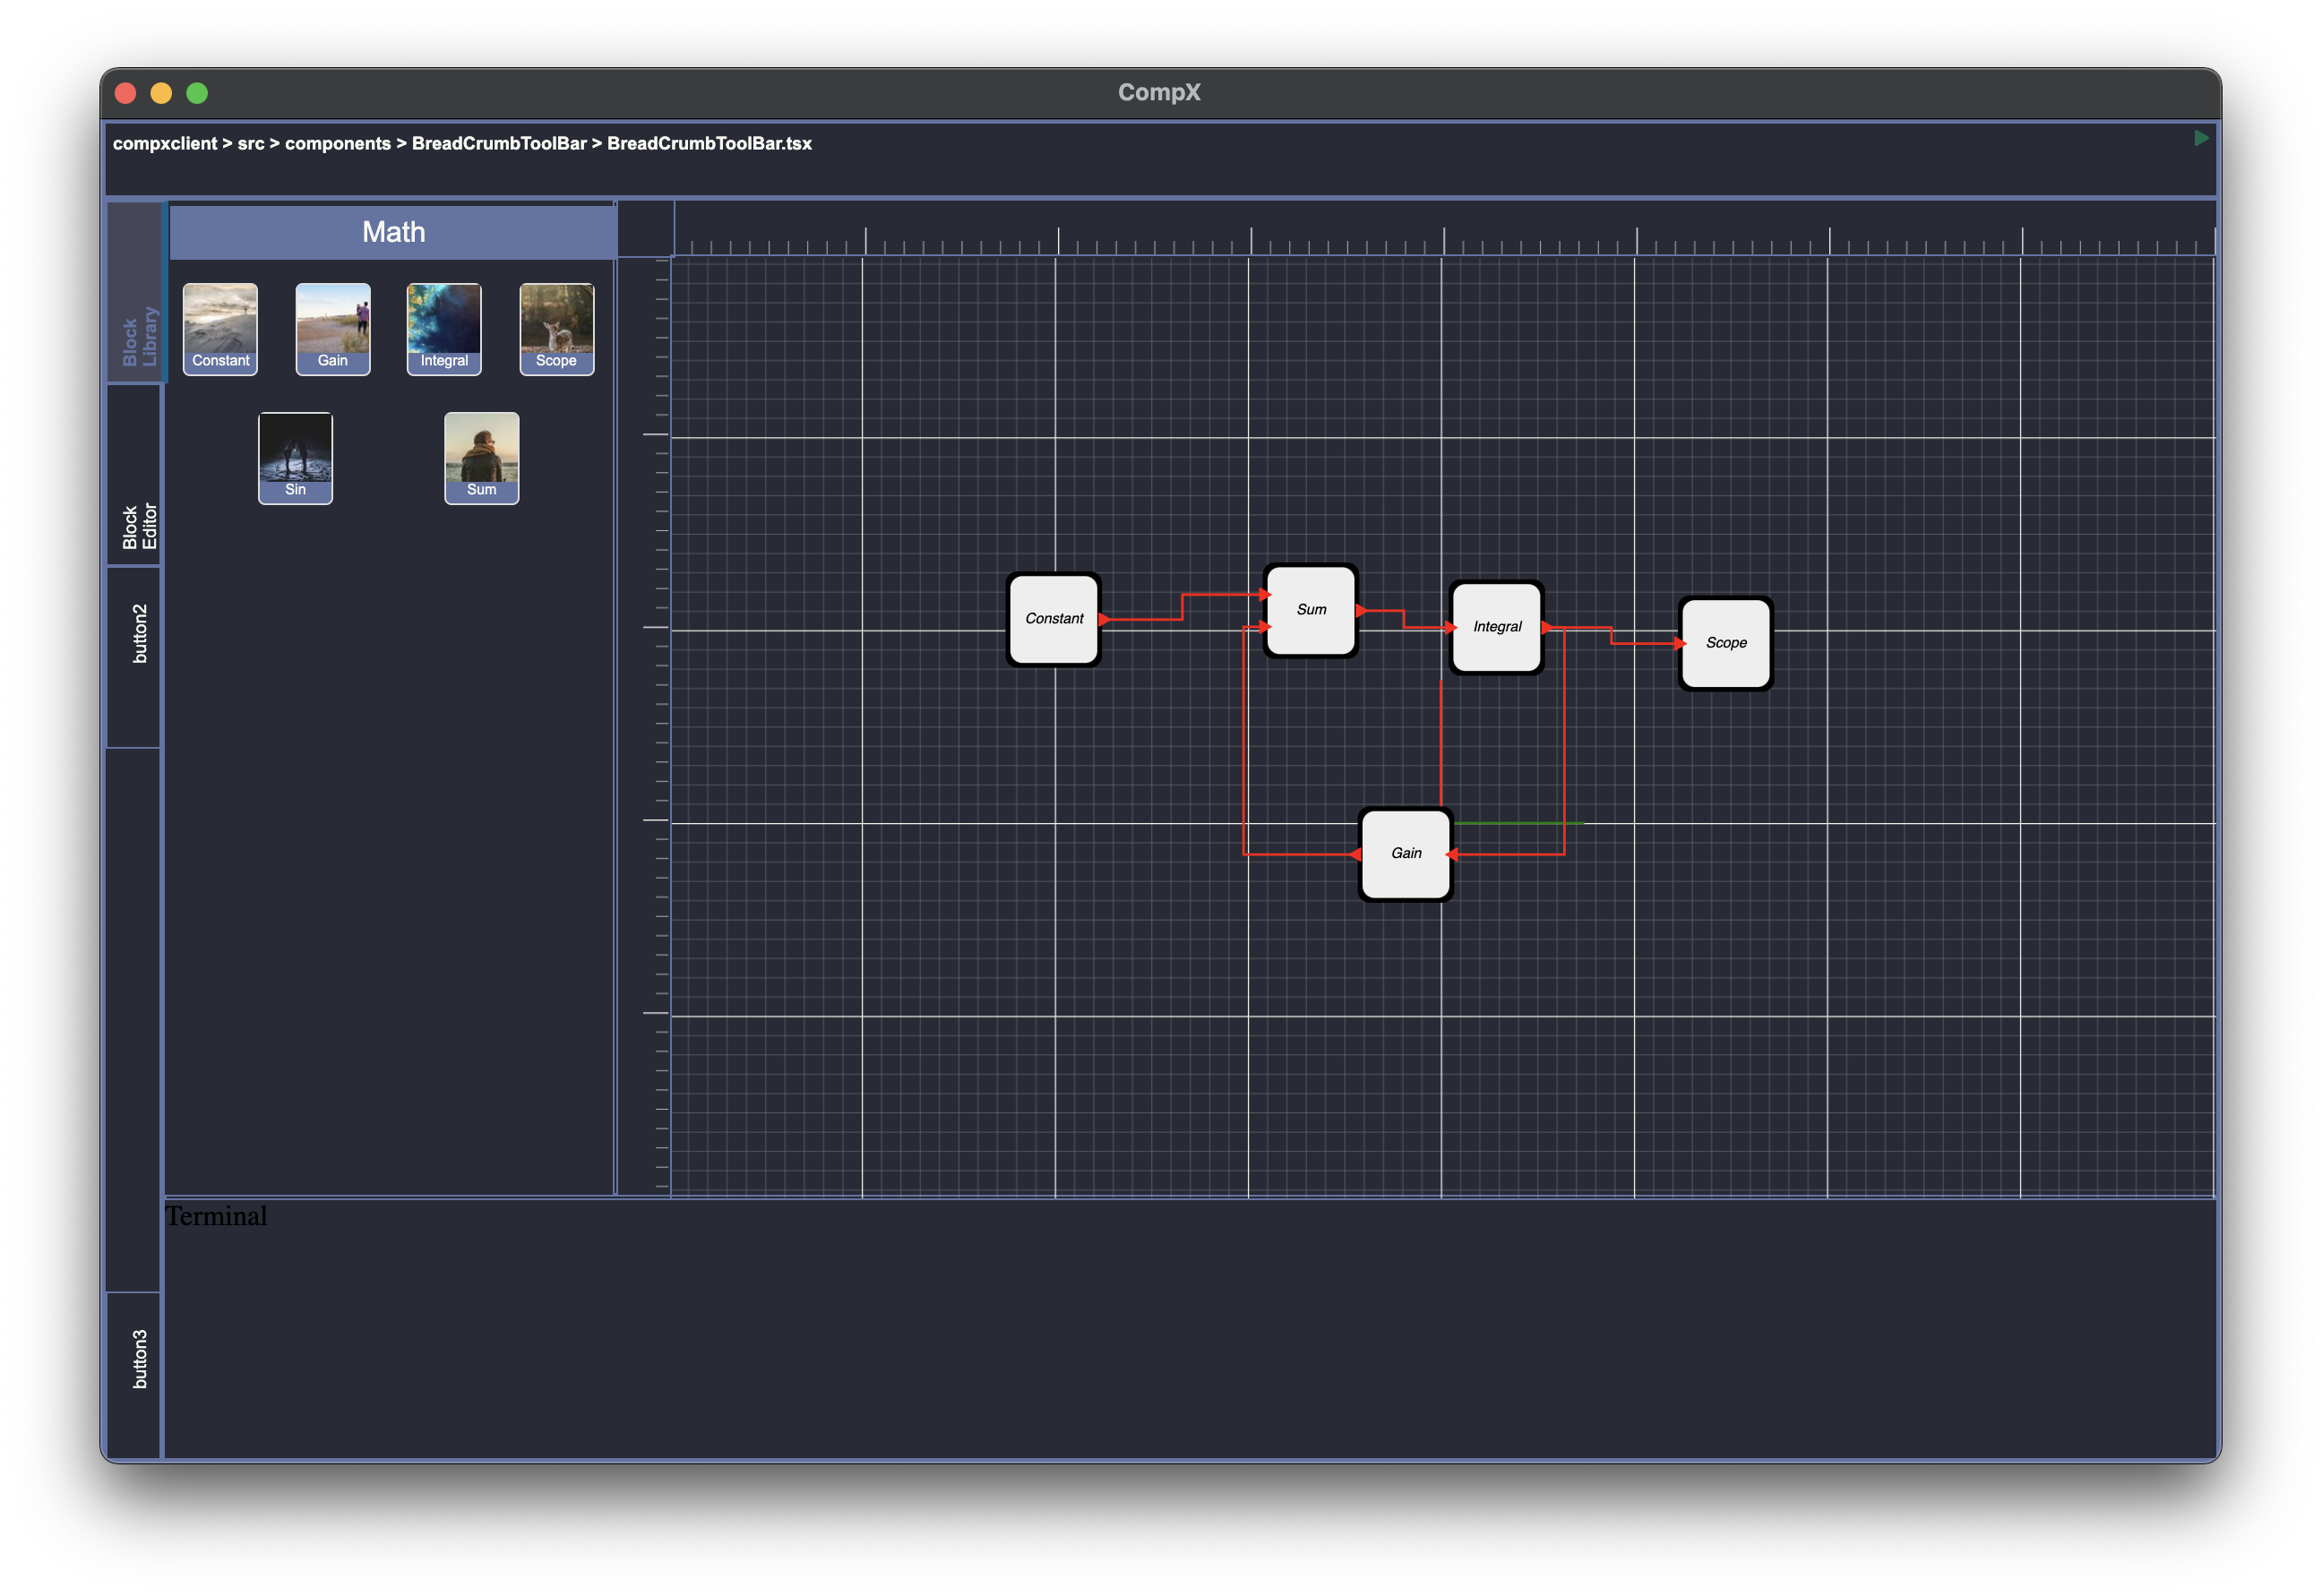 CompX
compxclient > src > components > BreadCrumbToolBar > BreadCrumbToolBar.tsx
Block
Library
Block
Editor
button2
button3
Math
Constant
Gain
Integral
Scope
Sin
Sum
Constant
Sum
Integral
Scope
Gain
Terminal